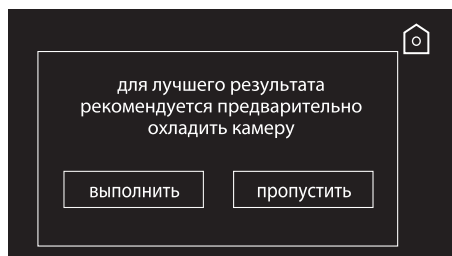 для лучшего результата
рекомендуется предварительно
охладить камеру
выполнить
пропустить